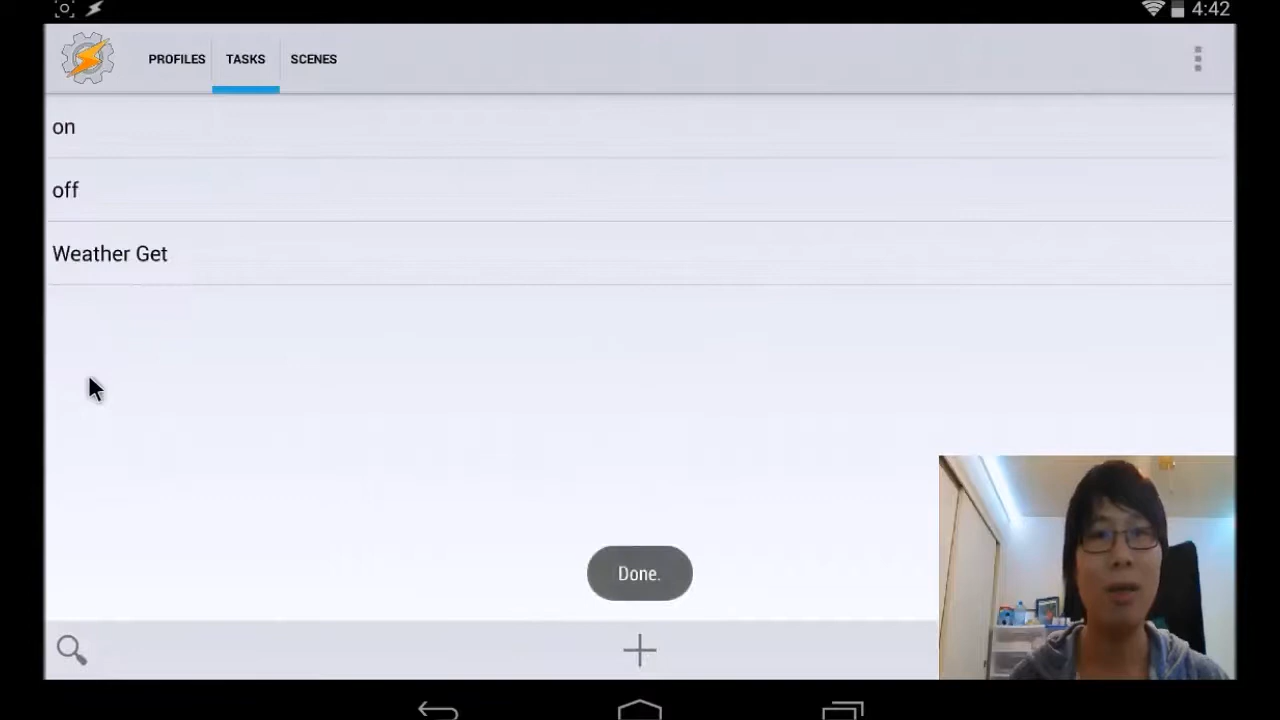 4:42
PROFILES TASKS SCENES
on
off
Weather Get
Done.